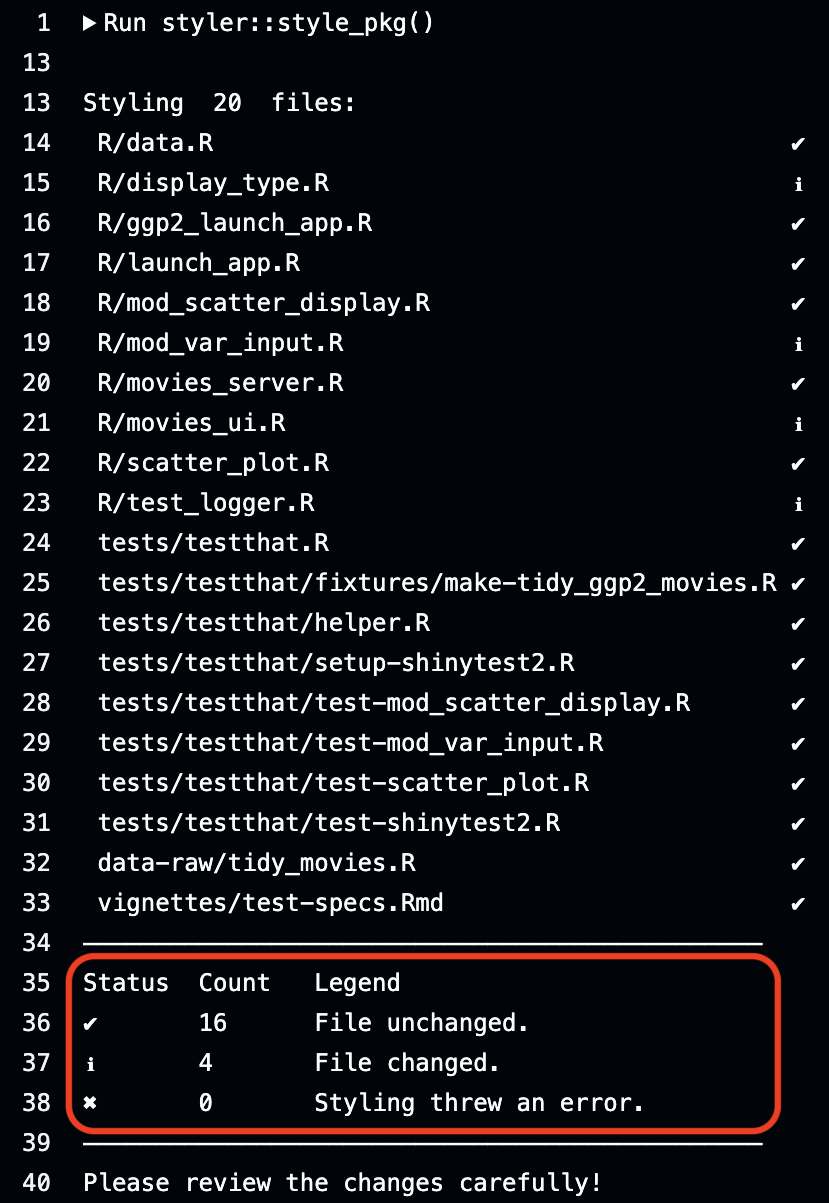 1 ▶ Run styler::style_pkg()
13
13 Styling  20  files:
14  R/data.R ✔
15  R/display_type.R ℹ
16  R/ggp2_launch_app.R ✔
17  R/launch_app.R ✔
18  R/mod_scatter_display.R ✔
19  R/mod_var_input.R ℹ
20  R/movies_server.R ✔
21  R/movies_ui.R ℹ
22  R/scatter_plot.R ✔
23  R/test_logger.R ℹ
24  tests/testthat.R ✔
25  tests/testthat/fixtures/make-tidy_ggp2_movies.R ✔
26  tests/testthat/helper.R ✔
27  tests/testthat/setup-shinytest2.R ✔
28  tests/testthat/test-mod_scatter_display.R ✔
29  tests/testthat/test-mod_var_input.R ✔
30  tests/testthat/test-scatter_plot.R ✔
31  tests/testthat/test-shinytest2.R ✔
32  data-raw/tidy_movies.R ✔
33  vignettes/test-specs.Rmd ✔
34 ────────────────────────────────────────
35 Status  Count   Legend
36 ✔       16      File unchanged.
37 ℹ       4       File changed.
38 ✖       0       Styling threw an error.
39 ────────────────────────────────────────
40 Please review the changes carefully!